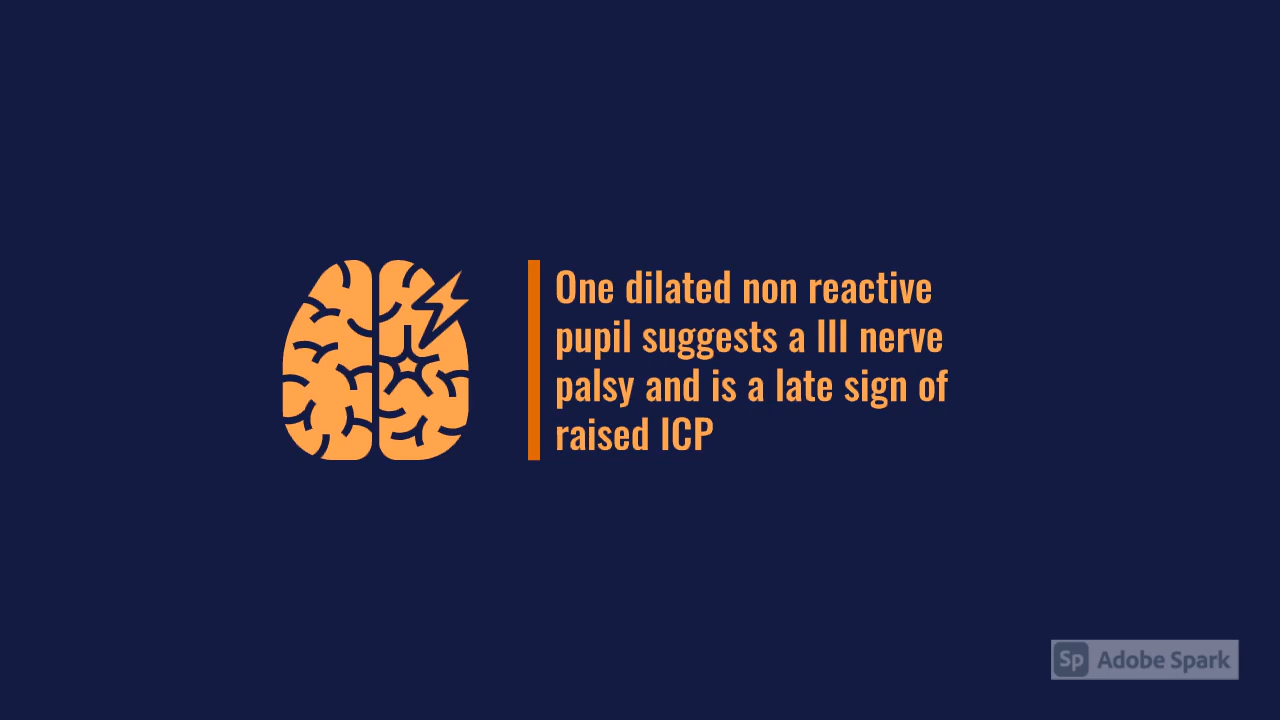 One dilated non reactive
pupil suggests a III nerve
palsy and is a late sign of
raised ICP
Sp Adobe Spark